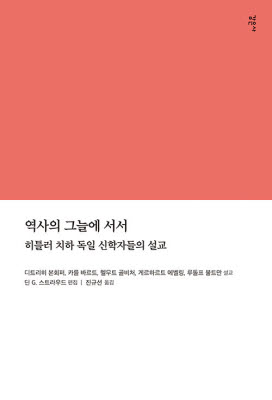 감은사
역사의 그늘에 서서
히틀러 치하 독일 신학자들의 설교
디트리히 본회퍼, 카를 바르트, 헬무트 골비처, 게르하르트 에벨링, 루돌프 불트만 설교
딘 G. 스트라우드 편집 | 진규선 옮김